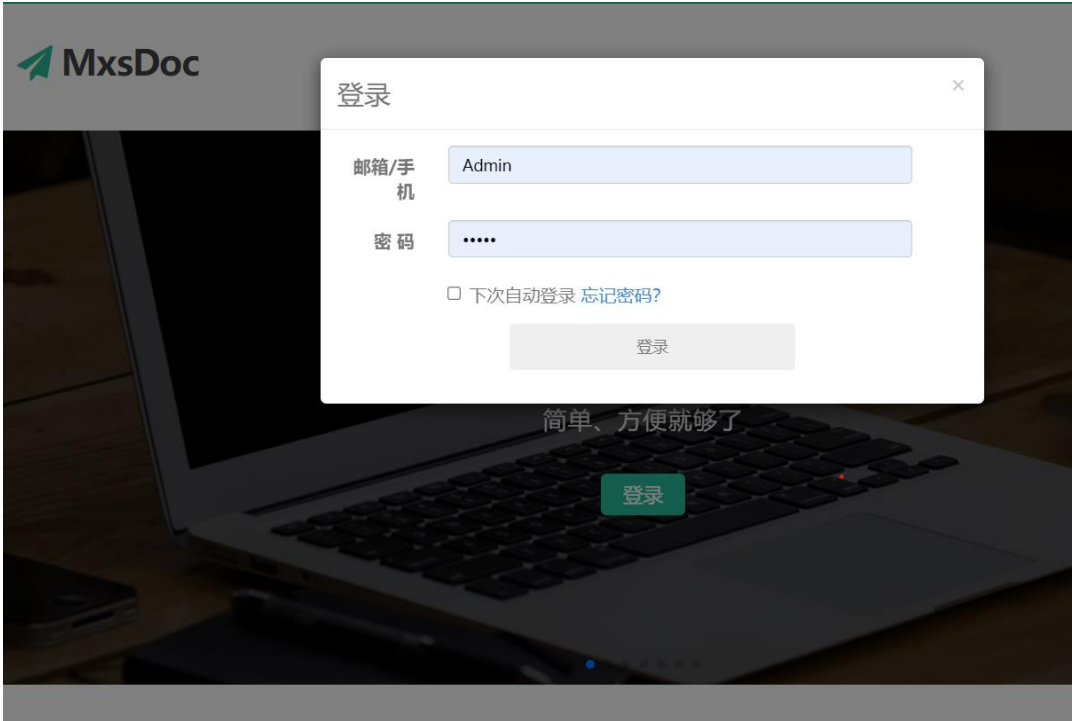 MxsDoc
登录
×
邮箱/手
机
Admin
密 码
•••••
下次自动登录 忘记密码?
登录
简单、方便就够了
登录